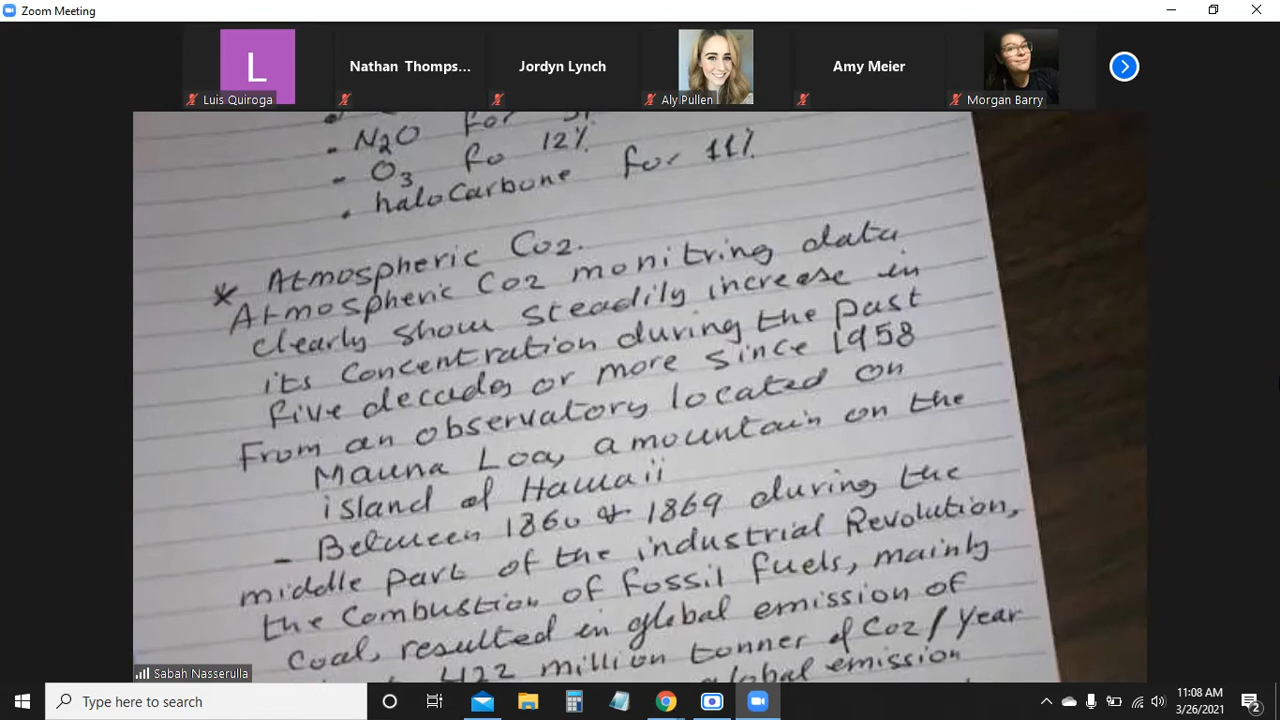 Zoom Meeting
L
Luis Quiroga
Nathan Thomps...
Jordyn Lynch
Aly Pullen
Amy Meier
Morgan Barry
- N2O for
- O3 fo 12%
. halocarbone for 11%
* Atmospheric Co2.
Atmospheric Co2 monitring data
clearly show steadily increase in
its concentration during the past
five decades or more since 1958
From an observatory located on
Mauna Loa, a mountain on the
island of Hawaii
- Between 1860 & 1869 during the
middle part of the industrial Revolution,
the combustion of fossil fuels, mainly
coal, resulted in global emission of
422 million tonner of Co2/year
global emission
Sabah Nasserulla
Type here to search
11:08 AM
3/26/2021
2